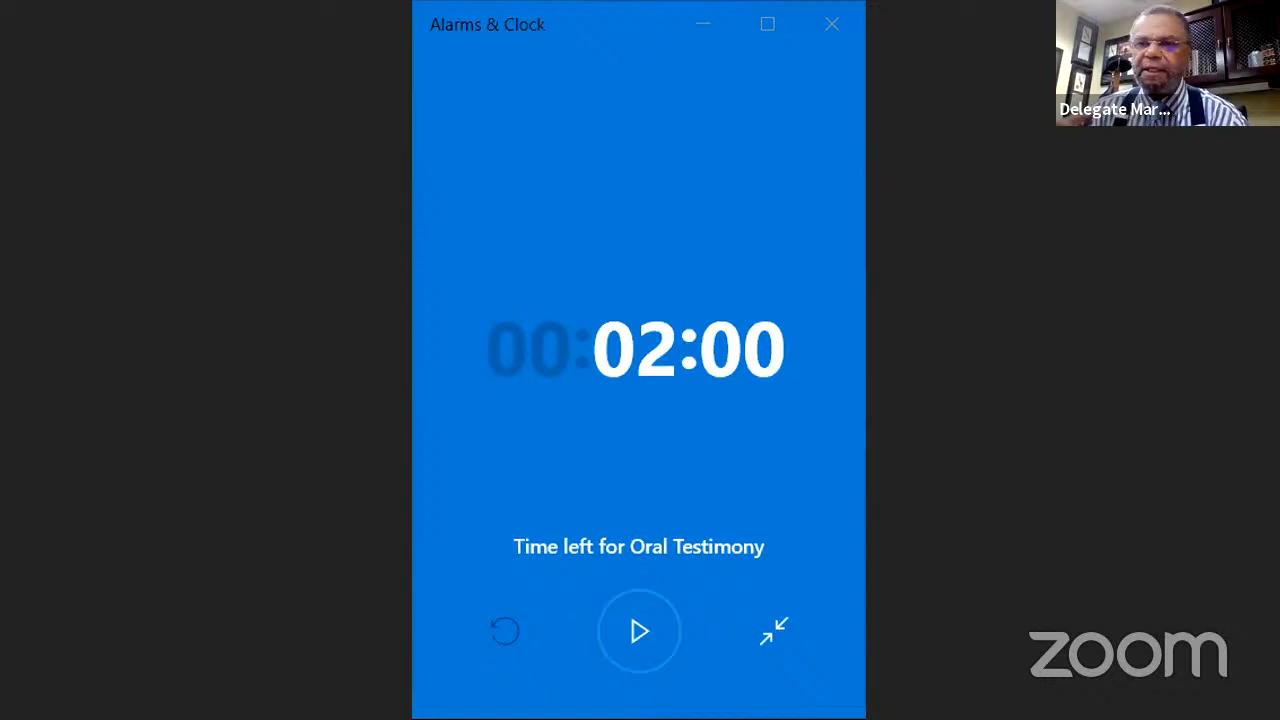 Alarms & Clock
Delegate Mar...
00:02:00
Time left for Oral Testimony
zoom